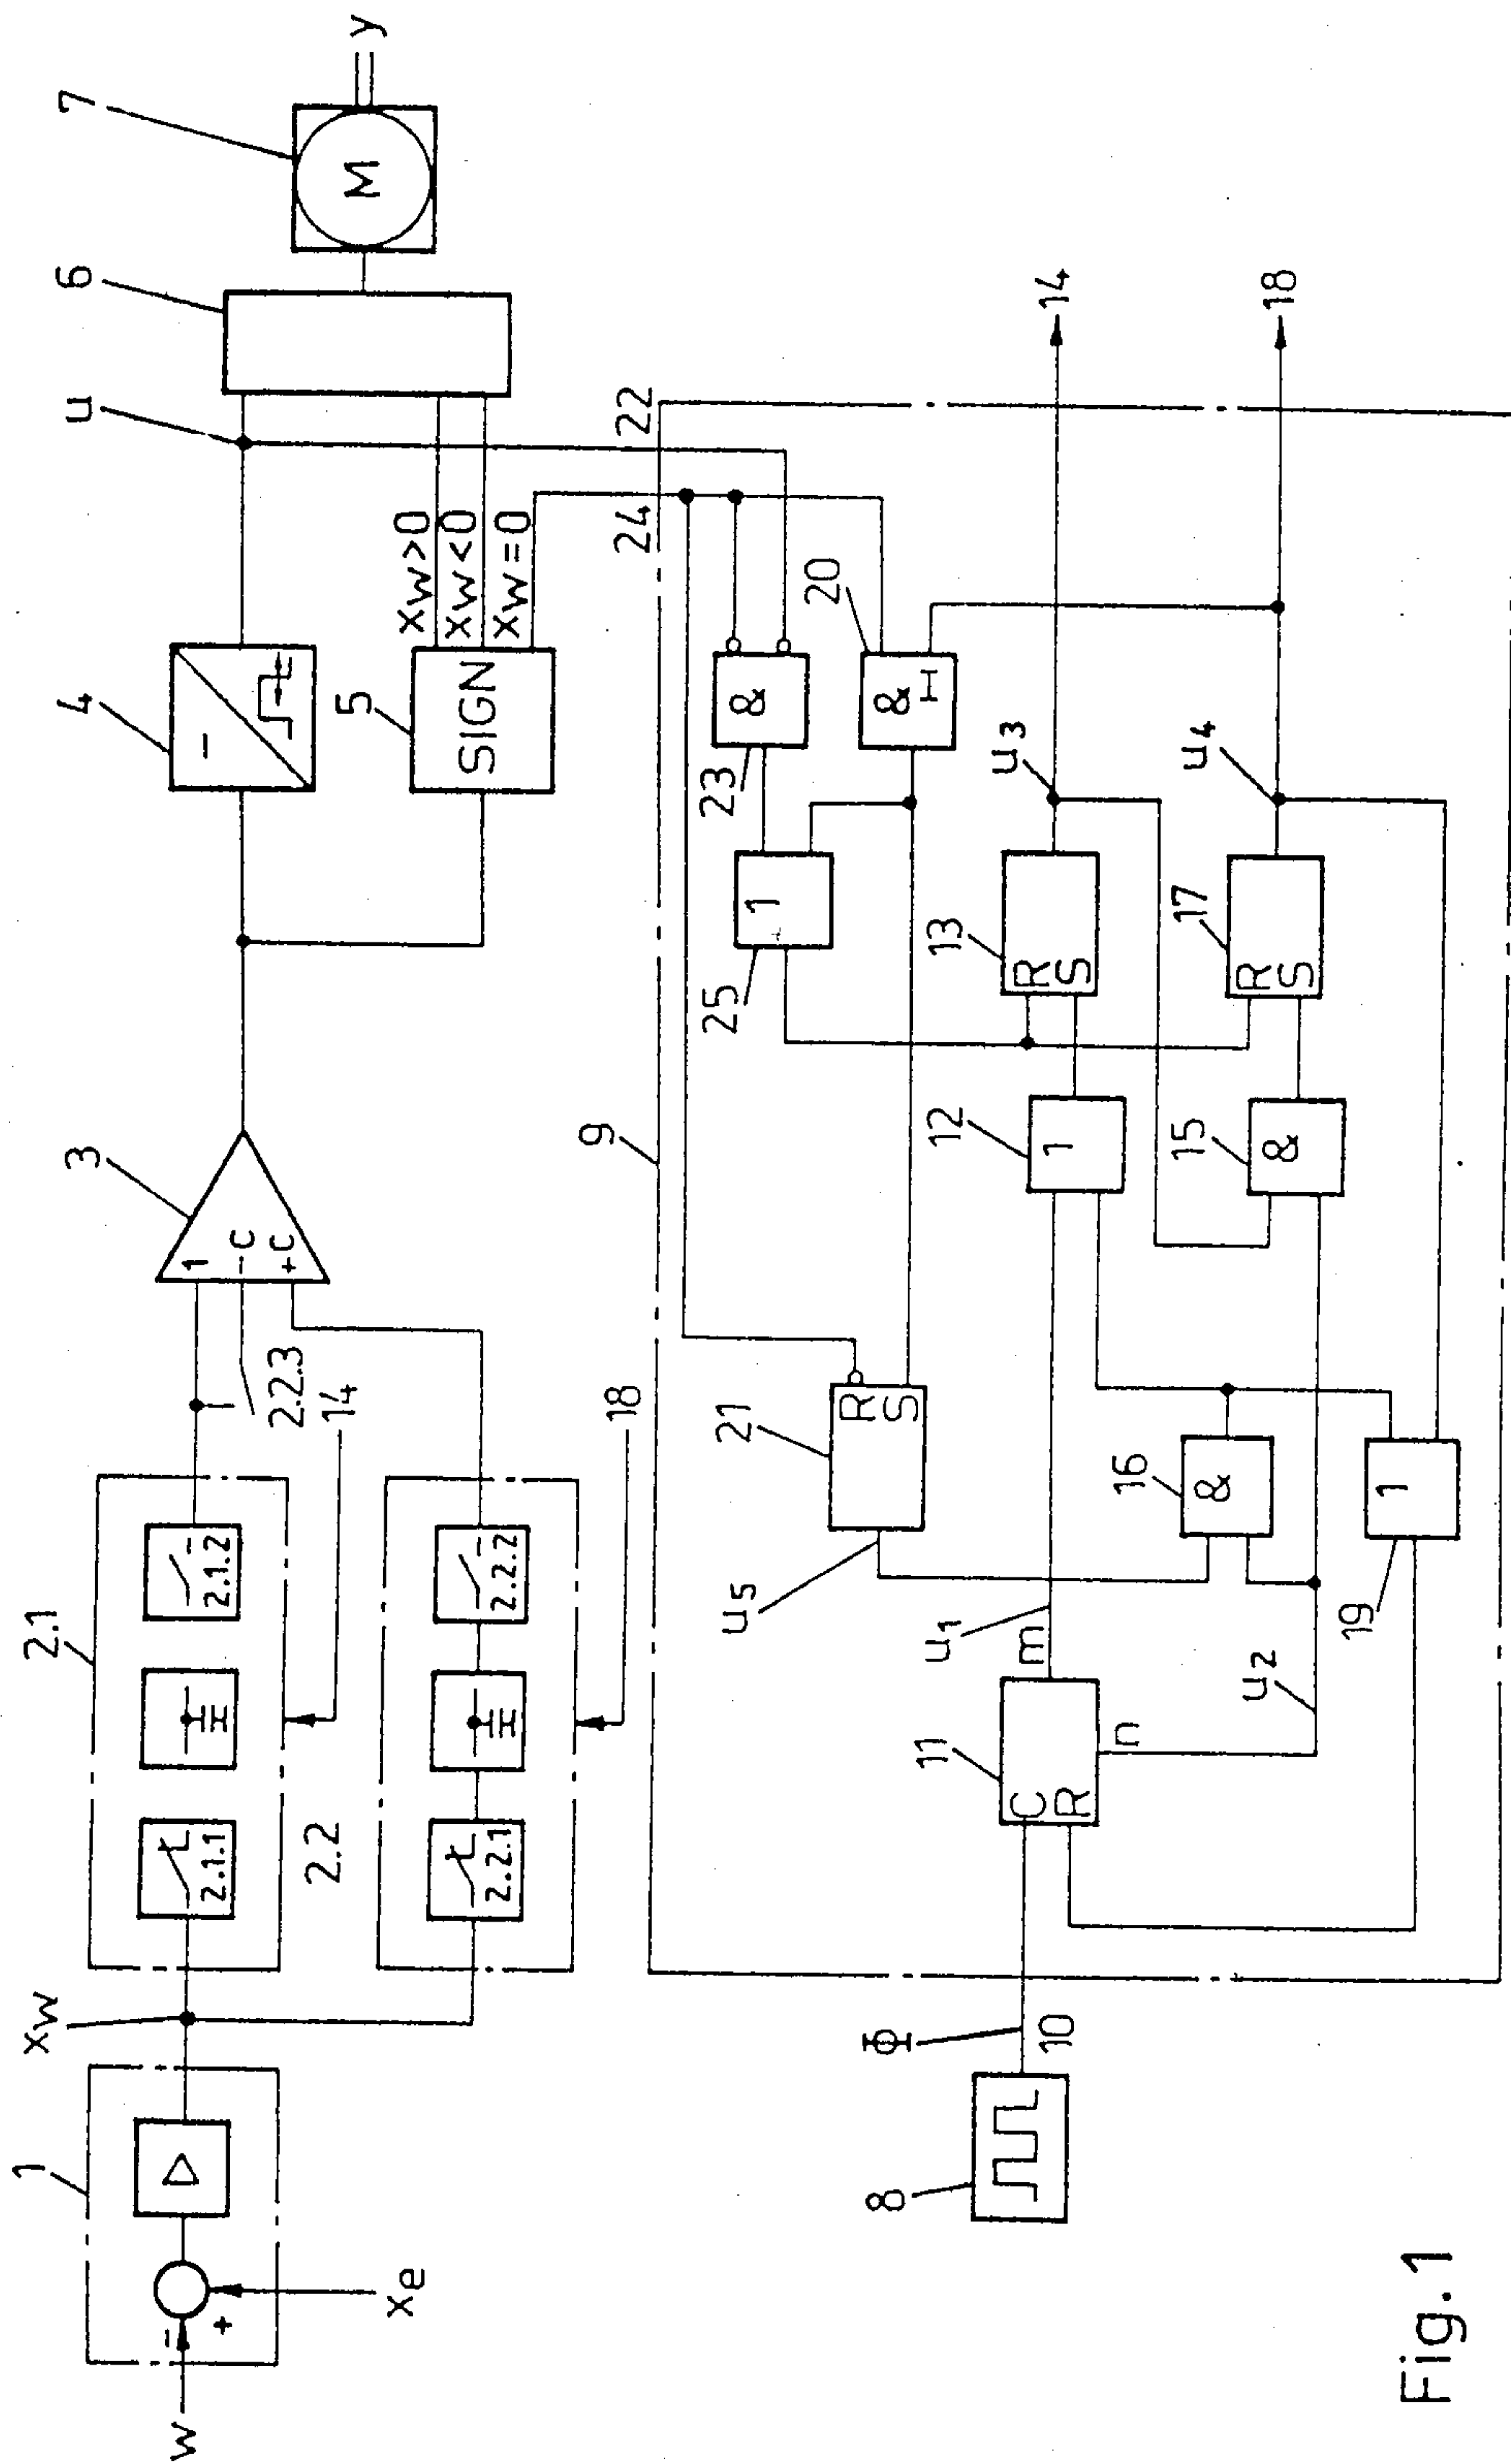 w
xe
−
+
1
Δ
xw
2.1
2.1.1
2.1.2
14
2.2
2.2.1
2.2.2
18
2.2.3
3
1
−C
+C
4
−
5
SIGN
xw>0
xw<0
xw=0
u
6
7
M
y
8
Φ
10
9
24
22
11
C
R
m
n
u1
u2
21
R
S
u5
16
&
19
1
12
1
15
&
25
1
23
&
20
&
13
R
S
u3
14
17
R
S
u4
18
Fig.1